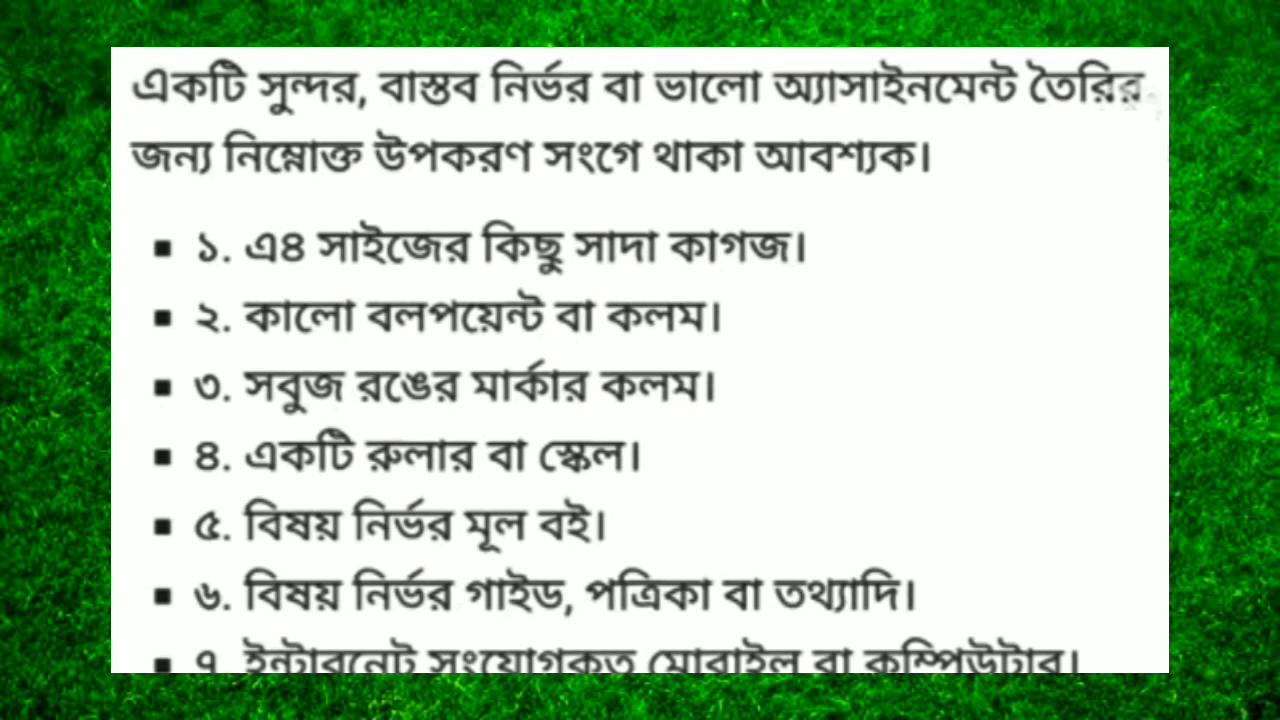 একটি সুন্দর, বাস্তব নির্ভর বা ভালো অ্যাসাইনমেন্ট তৈরির
জন্য নিম্নোক্ত উপকরণ সংগে থাকা আবশ্যক।
■ ১. এ৪ সাইজের কিছু সাদা কাগজ।
■ ২. কালো বলপয়েন্ট বা কলম।
■ ৩. সবুজ রঙের মার্কার কলম।
■ ৪. একটি রুলার বা স্কেল।
■ ৫. বিষয় নির্ভর মূল বই।
■ ৬. বিষয় নির্ভর গাইড, পত্রিকা বা তথ্যাদি।
■ ৭. ইন্টারনেট সংযোগকৃত মোবাইল বা কম্পিউটার।